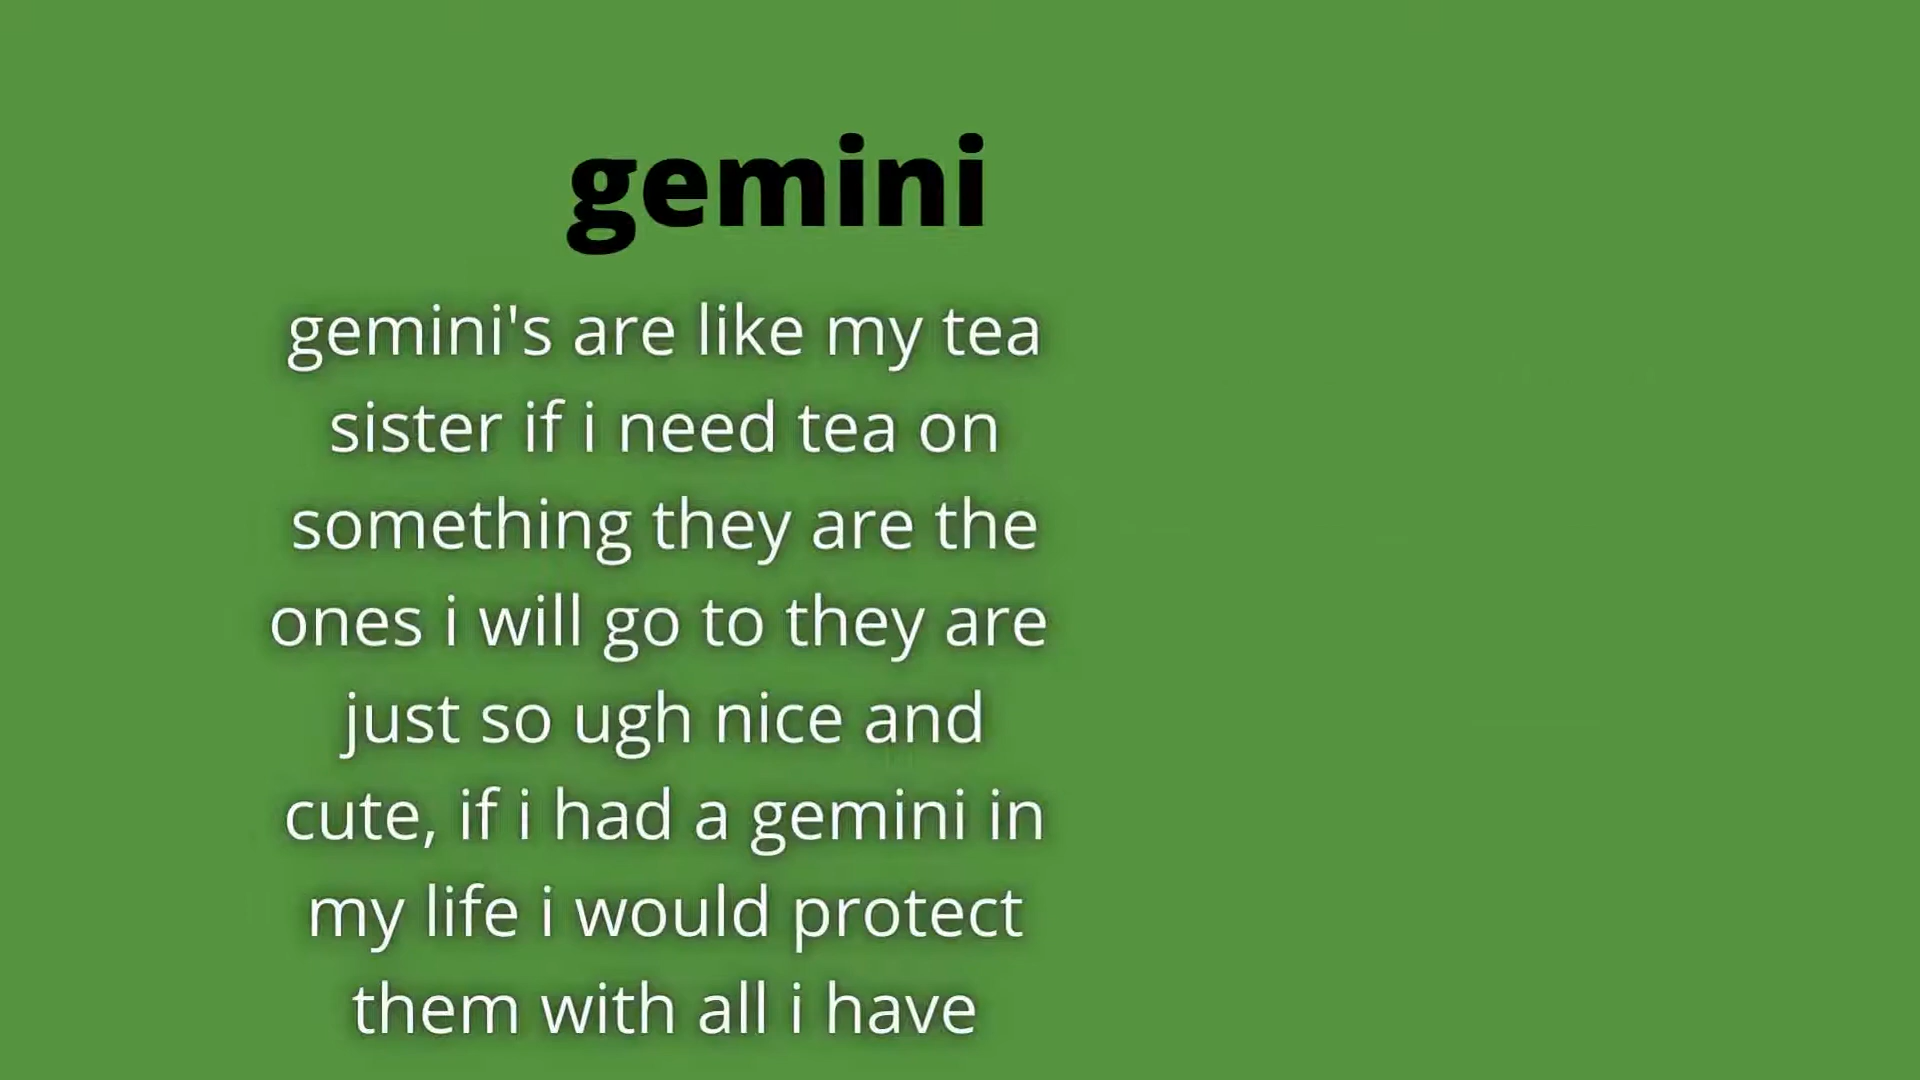 gemini
gemini's are like my tea
sister if i need tea on
something they are the
ones i will go to they are
just so ugh nice and
cute, if i had a gemini in
my life i would protect
them with all i have